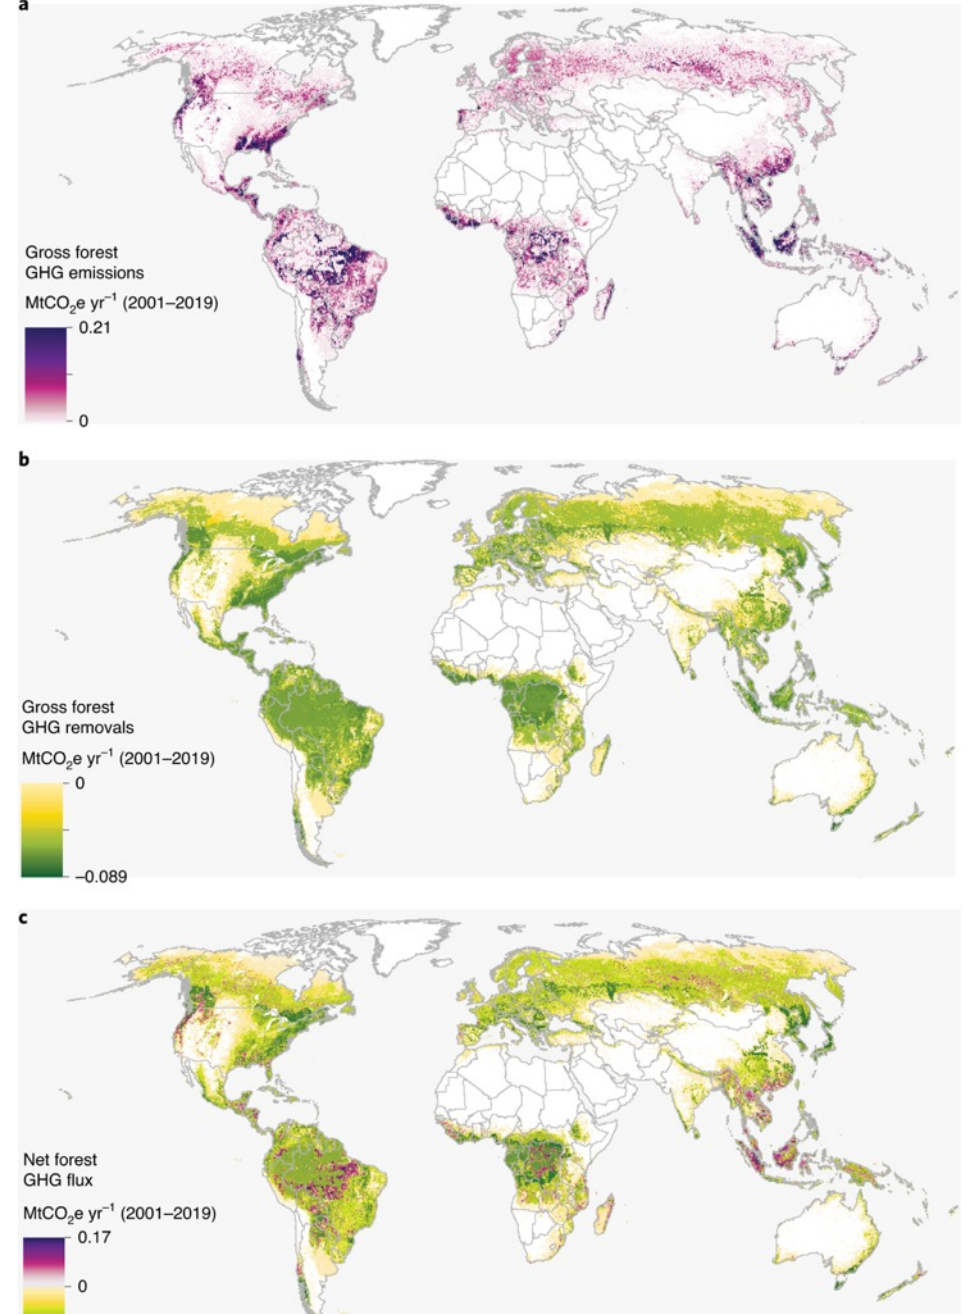 a
Gross forest
GHG emissions
MtCO₂e yr⁻¹ (2001–2019)
0.21
0
b
Gross forest
GHG removals
MtCO₂e yr⁻¹ (2001–2019)
0
–0.089
c
Net forest
GHG flux
MtCO₂e yr⁻¹ (2001–2019)
0.17
0